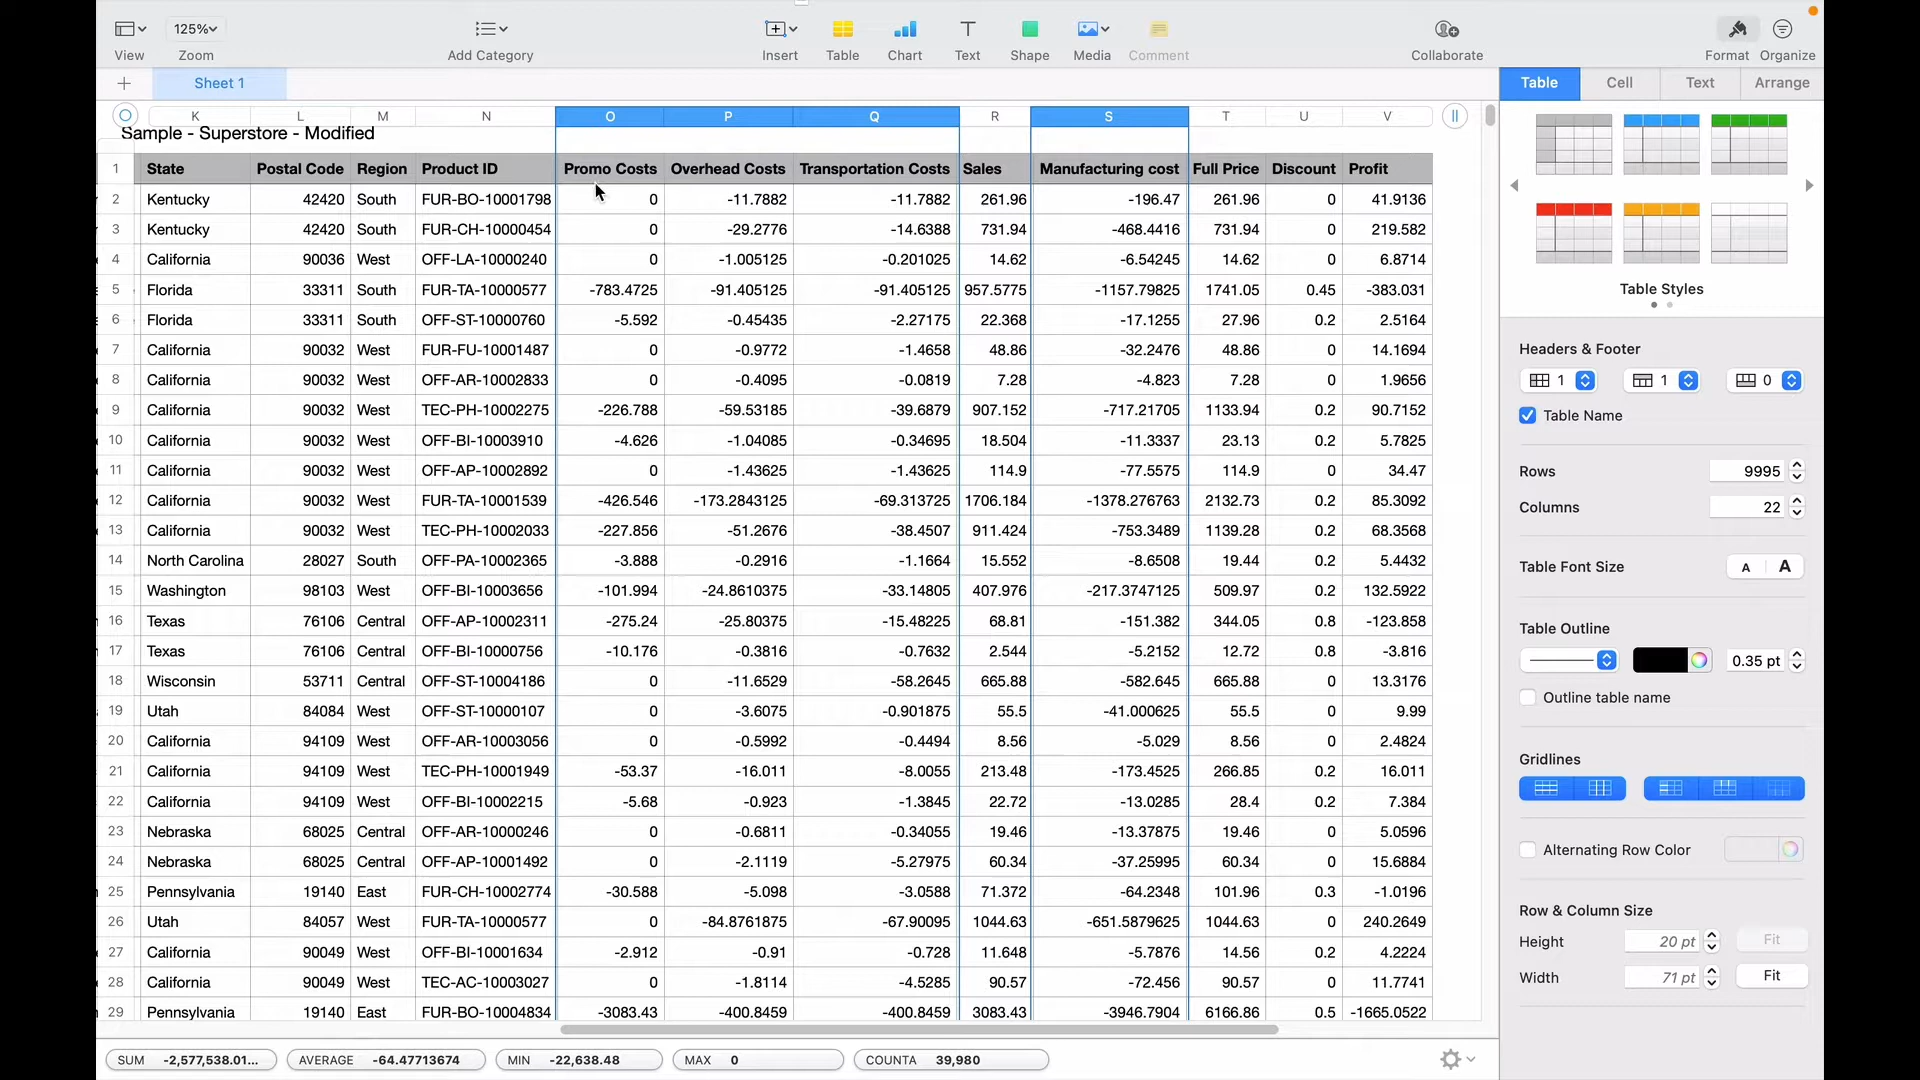 125%
View Zoom Add Category Insert Table Chart Text Shape Media Comment Collaborate Format Organize
Sheet 1
Table Cell Text Arrange
K L M N O P Q R S T U V
Sample - Superstore - Modified
1 State Postal Code Region Product ID Promo Costs Overhead Costs Transportation Costs Sales Manufacturing cost Full Price Discount Profit
2 Kentucky 42420 South FUR-BO-10001798 0 -11.7882 -11.7882 261.96 -196.47 261.96 0 41.9136
3 Kentucky 42420 South FUR-CH-10000454 0 -29.2776 -14.6388 731.94 -468.4416 731.94 0 219.582
4 California 90036 West OFF-LA-10000240 0 -1.005125 -0.201025 14.62 -6.54245 14.62 0 6.8714
5 Florida 33311 South FUR-TA-10000577 -783.4725 -91.405125 -91.405125 957.5775 -1157.79825 1741.05 0.45 -383.031
6 Florida 33311 South OFF-ST-10000760 -5.592 -0.45435 -2.27175 22.368 -17.1255 27.96 0.2 2.5164
7 California 90032 West FUR-FU-10001487 0 -0.9772 -1.4658 48.86 -32.2476 48.86 0 14.1694
8 California 90032 West OFF-AR-10002833 0 -0.4095 -0.0819 7.28 -4.823 7.28 0 1.9656
9 California 90032 West TEC-PH-10002275 -226.788 -59.53185 -39.6879 907.152 -717.21705 1133.94 0.2 90.7152
10 California 90032 West OFF-BI-10003910 -4.626 -1.04085 -0.34695 18.504 -11.3337 23.13 0.2 5.7825
11 California 90032 West OFF-AP-10002892 0 -1.43625 -1.43625 114.9 -77.5575 114.9 0 34.47
12 California 90032 West FUR-TA-10001539 -426.546 -173.2843125 -69.313725 1706.184 -1378.276763 2132.73 0.2 85.3092
13 California 90032 West TEC-PH-10002033 -227.856 -51.2676 -38.4507 911.424 -753.3489 1139.28 0.2 68.3568
14 North Carolina 28027 South OFF-PA-10002365 -3.888 -0.2916 -1.1664 15.552 -8.6508 19.44 0.2 5.4432
15 Washington 98103 West OFF-BI-10003656 -101.994 -24.8610375 -33.14805 407.976 -217.3747125 509.97 0.2 132.5922
16 Texas 76106 Central OFF-AP-10002311 -275.24 -25.80375 -15.48225 68.81 -151.382 344.05 0.8 -123.858
17 Texas 76106 Central OFF-BI-10000756 -10.176 -0.3816 -0.7632 2.544 -5.2152 12.72 0.8 -3.816
18 Wisconsin 53711 Central OFF-ST-10004186 0 -11.6529 -58.2645 665.88 -582.645 665.88 0 13.3176
19 Utah 84084 West OFF-ST-10000107 0 -3.6075 -0.901875 55.5 -41.000625 55.5 0 9.99
20 California 94109 West OFF-AR-10003056 0 -0.5992 -0.4494 8.56 -5.029 8.56 0 2.4824
21 California 94109 West TEC-PH-10001949 -53.37 -16.011 -8.0055 213.48 -173.4525 266.85 0.2 16.011
22 California 94109 West OFF-BI-10002215 -5.68 -0.923 -1.3845 22.72 -13.0285 28.4 0.2 7.384
23 Nebraska 68025 Central OFF-AR-10000246 0 -0.6811 -0.34055 19.46 -13.37875 19.46 0 5.0596
24 Nebraska 68025 Central OFF-AP-10001492 0 -2.1119 -5.27975 60.34 -37.25995 60.34 0 15.6884
25 Pennsylvania 19140 East FUR-CH-10002774 -30.588 -5.098 -3.0588 71.372 -64.2348 101.96 0.3 -1.0196
26 Utah 84057 West FUR-TA-10000577 0 -84.8761875 -67.90095 1044.63 -651.5879625 1044.63 0 240.2649
27 California 90049 West OFF-BI-10001634 -2.912 -0.91 -0.728 11.648 -5.7876 14.56 0.2 4.2224
28 California 90049 West TEC-AC-10003027 0 -1.8114 -4.5285 90.57 -72.456 90.57 0 11.7741
29 Pennsylvania 19140 East FUR-BO-10004834 -3083.43 -400.8459 -400.8459 3083.43 -3946.7904 6166.86 0.5 -1665.0522
SUM -2,577,538.01... AVERAGE -64.47713674 MIN -22,638.48 MAX 0 COUNTA 39,980
Table Styles
Headers & Footer
1 1 0
Table Name
Rows 9995
Columns 22
Table Font Size A A
Table Outline
0.35 pt
Outline table name
Gridlines
Alternating Row Color
Row & Column Size
Height 20 pt Fit
Width 71 pt Fit